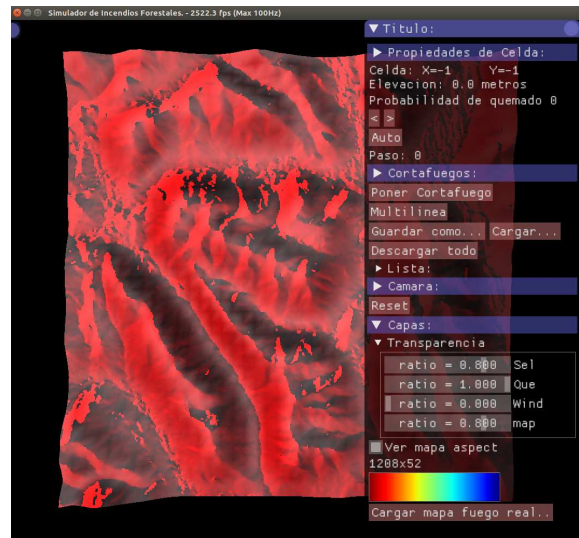 Simulador de Incendios Forestales. - 2522.3 fps (Max 100Hz)
Titulo:
Propiedades de Celda:
Celda: X=-1 Y=-1
Elevacion: 0.0 metros
Probabilidad de quemado 0
< >
Auto
Paso: 0
Cortafuegos:
Poner Cortafuego
Multilinea
Guardar como... Cargar...
Descargar todo
Lista:
Camara:
Reset
Capas:
Transparencia
ratio = 0.800 Sel
ratio = 1.000 Que
ratio = 0.000 Wind
ratio = 0.800 map
Ver mapa aspect
1208x52
Cargar mapa fuego real..